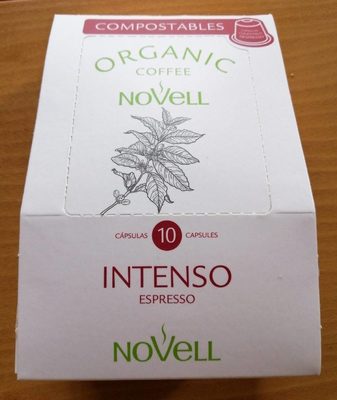 COMPOSTABLES
ORGANIC
COFFEE
NOVELL
CÁPSULAS 10 CAPSULES
INTENSO
ESPRESSO
NOVELL